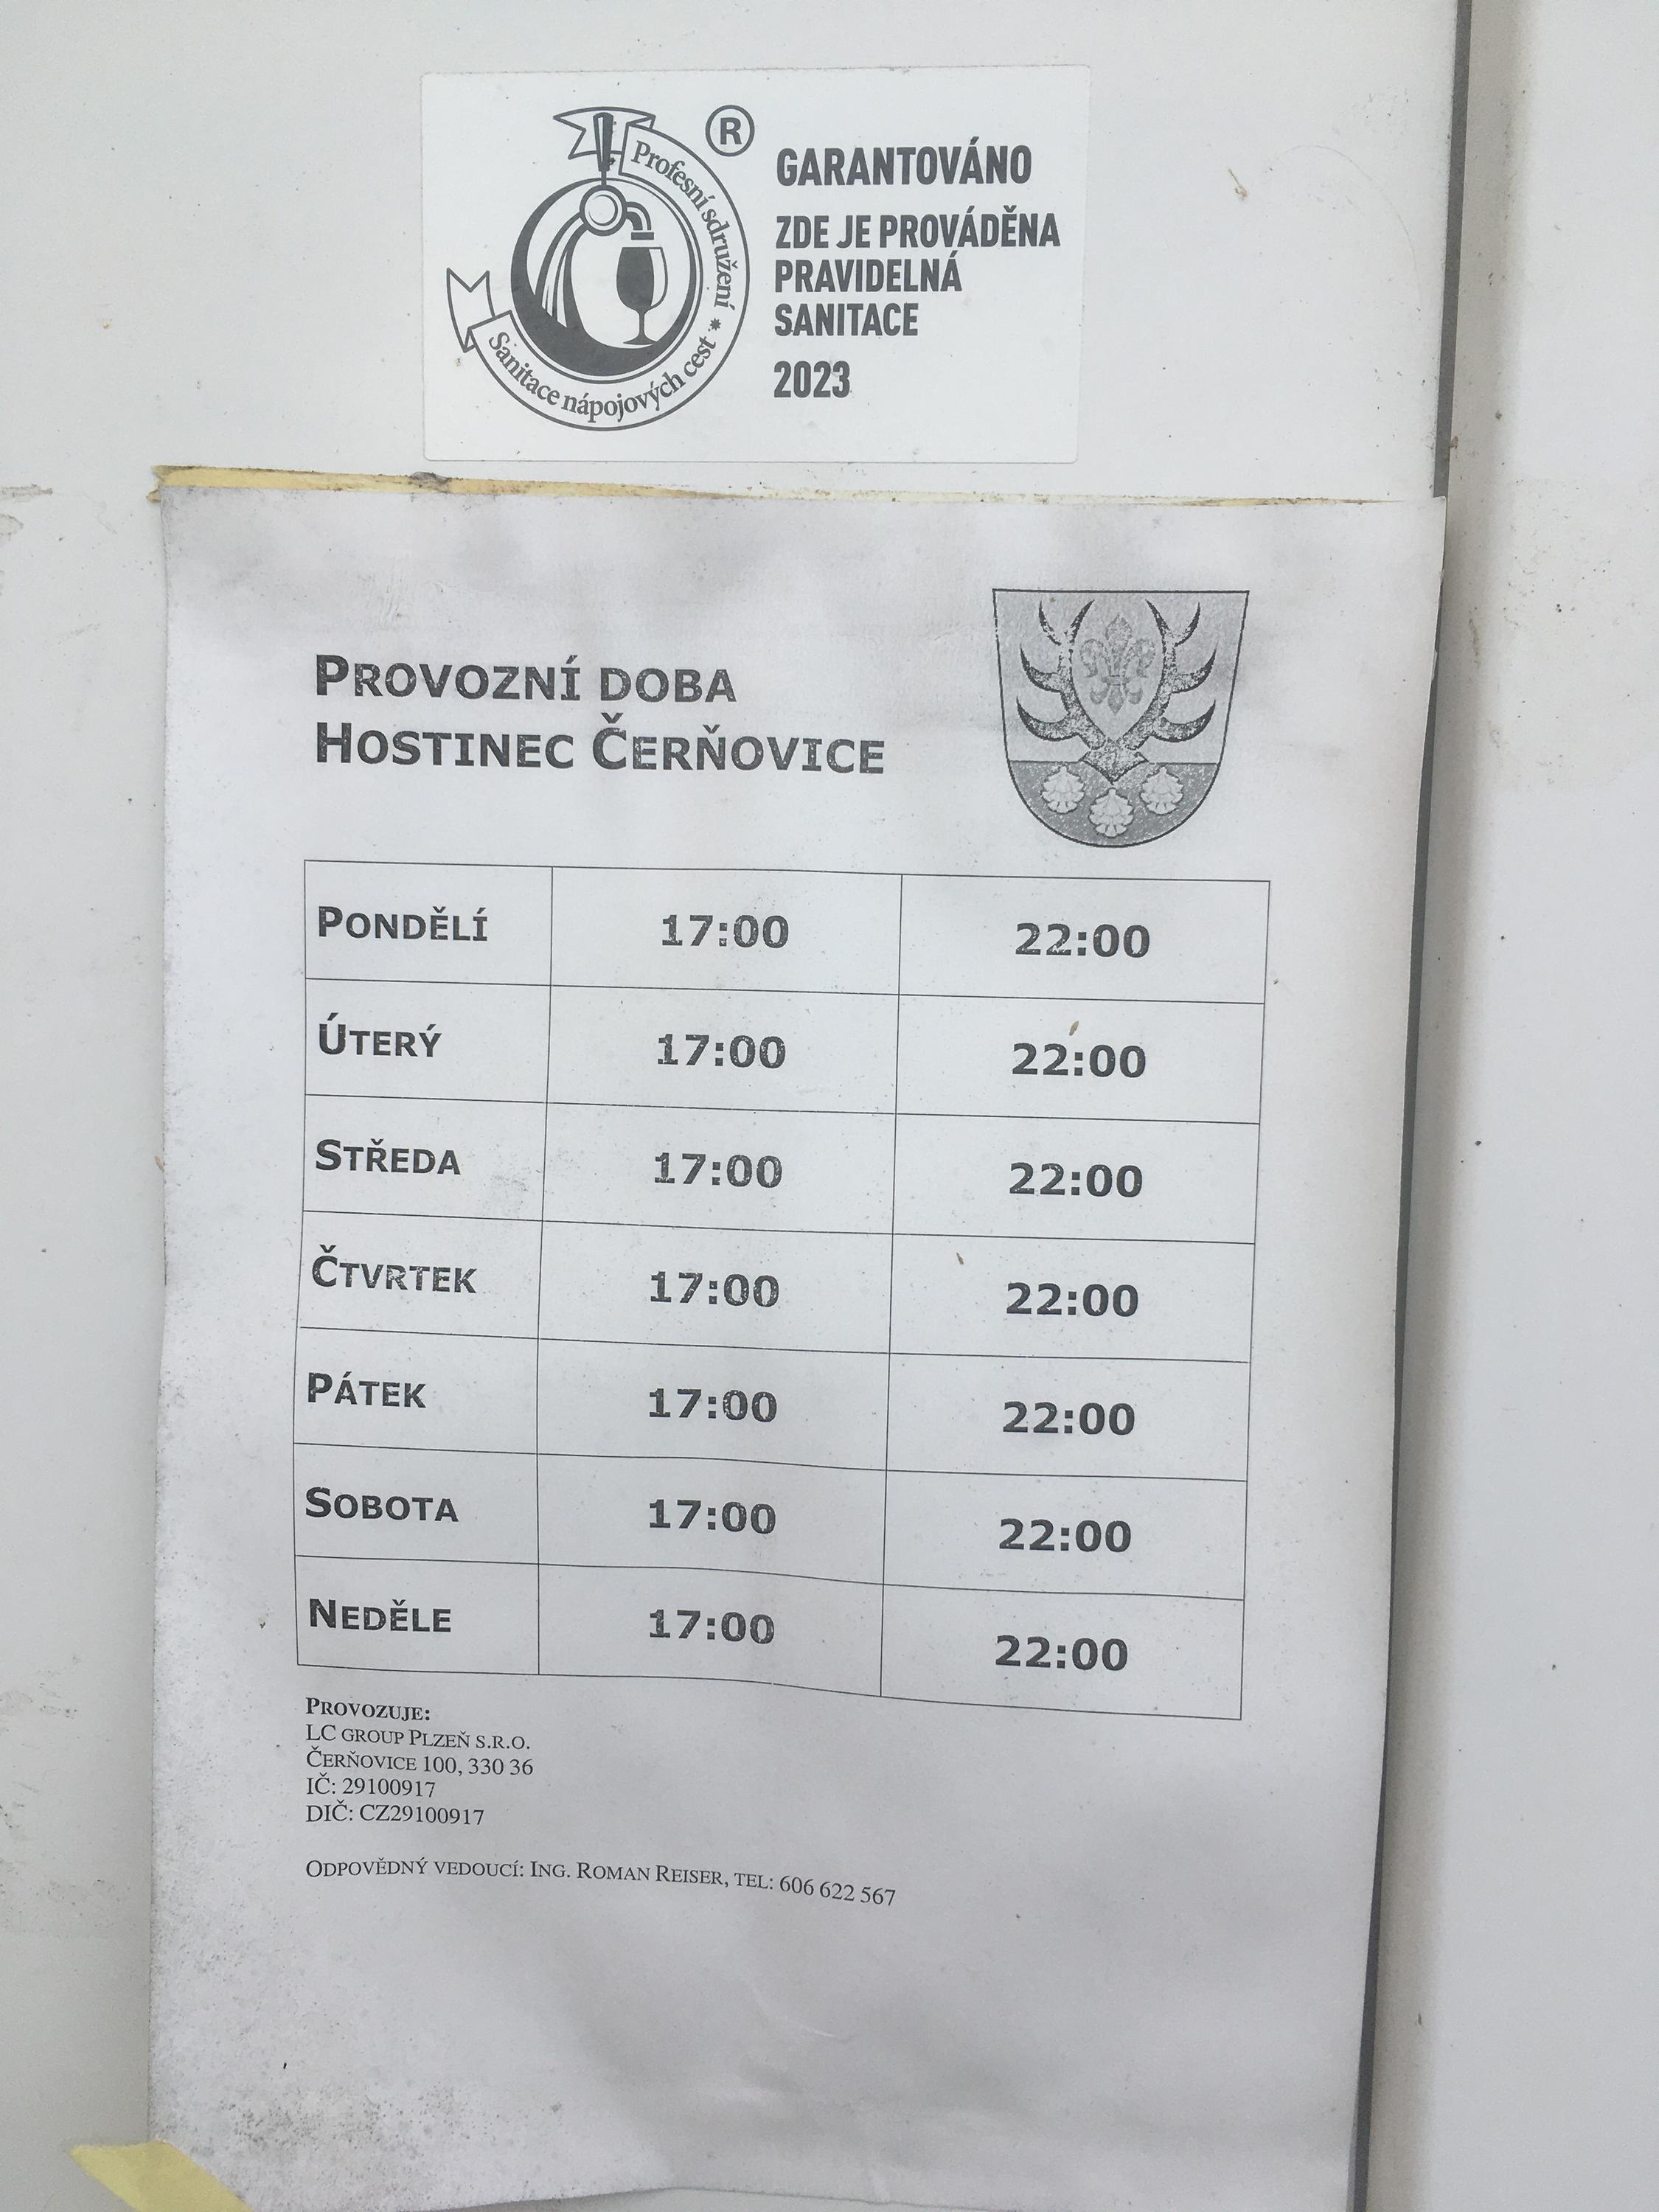 ®
Profesní sdružení * Sanitace nápojových cest
GARANTOVÁNO
ZDE JE PROVÁDĚNA
PRAVIDELNÁ
SANITACE
2023
PROVOZNÍ DOBA
HOSTINEC ČERŇOVICE
PONDĚLÍ 17:00 22:00
ÚTERÝ 17:00 22:00
STŘEDA 17:00 22:00
ČTVRTEK 17:00 22:00
PÁTEK 17:00 22:00
SOBOTA 17:00 22:00
NEDĚLE 17:00 22:00
PROVOZUJE:
LC GROUP PLZEŇ S.R.O.
ČERŇOVICE 100, 330 36
IČ: 29100917
DIČ: CZ29100917
ODPOVĚDNÝ VEDOUCÍ: ING. ROMAN REISER, TEL: 606 622 567